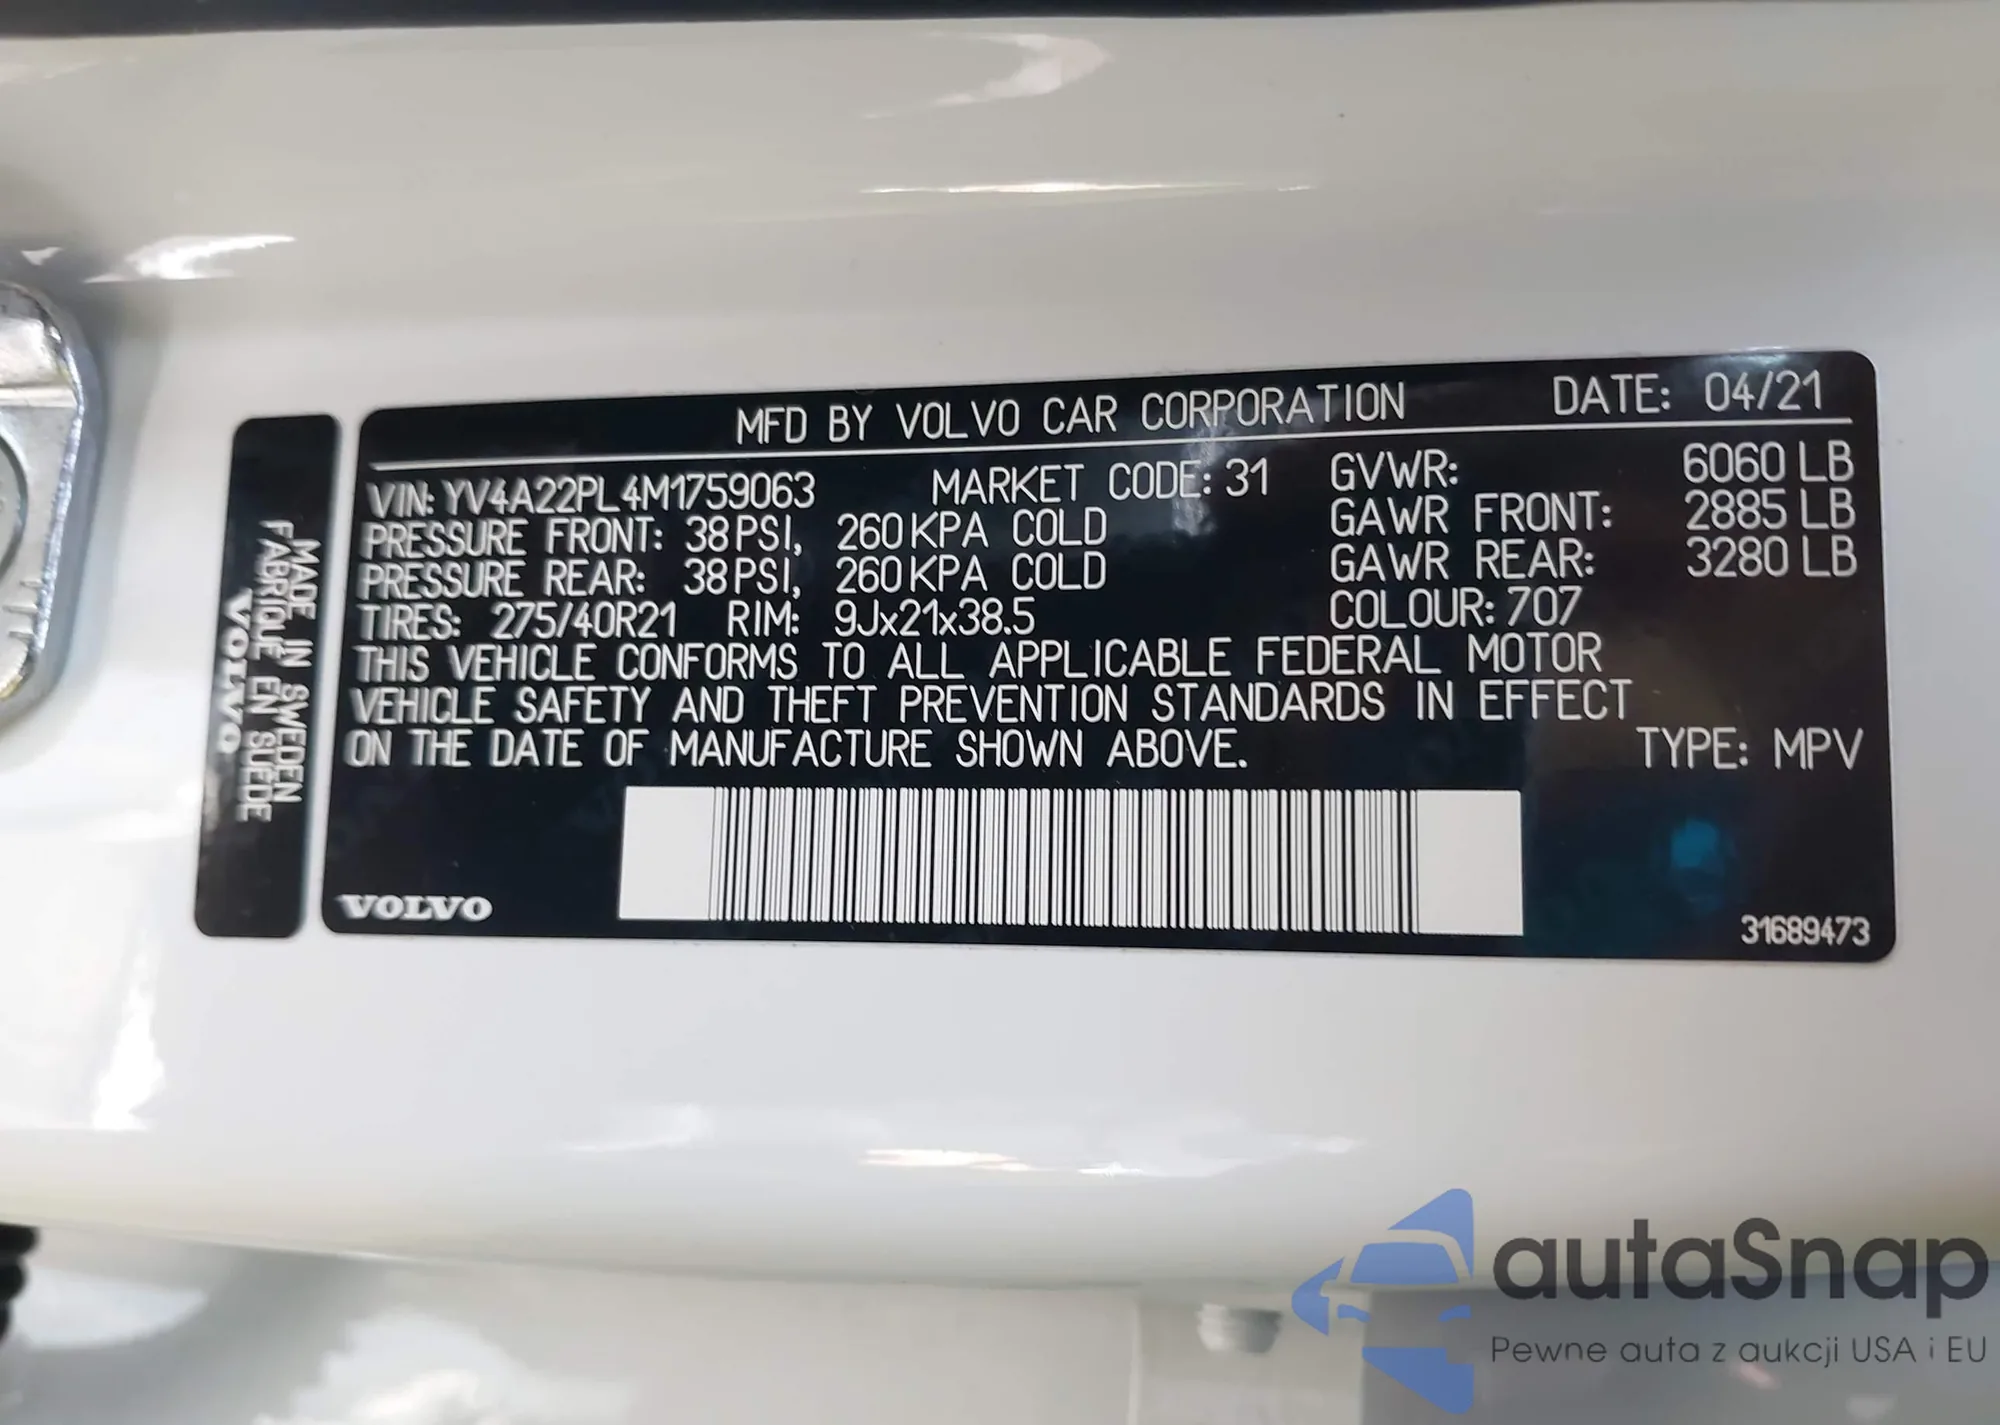 MFD BY VOLVO CAR CORPORATION DATE: 04/21
VIN: YV4A22PL4M1759063 MARKET CODE: 31 GVWR: 6060 LB
PRESSURE FRONT: 38 PSI, 260 KPA COLD GAWR FRONT: 2885 LB
PRESSURE REAR: 38 PSI, 260 KPA COLD GAWR REAR: 3280 LB
TIRES: 275/40R21 RIM: 9Jx21x38.5 COLOUR: 707
THIS VEHICLE CONFORMS TO ALL APPLICABLE FEDERAL MOTOR
VEHICLE SAFETY AND THEFT PREVENTION STANDARDS IN EFFECT
ON THE DATE OF MANUFACTURE SHOWN ABOVE. TYPE: MPV
VOLVO
31689473
MADE IN SWEDEN
FABRIQUÉ EN SUÈDE
VOLVO
autaSnap
Pewne auta z aukcji USA i EU